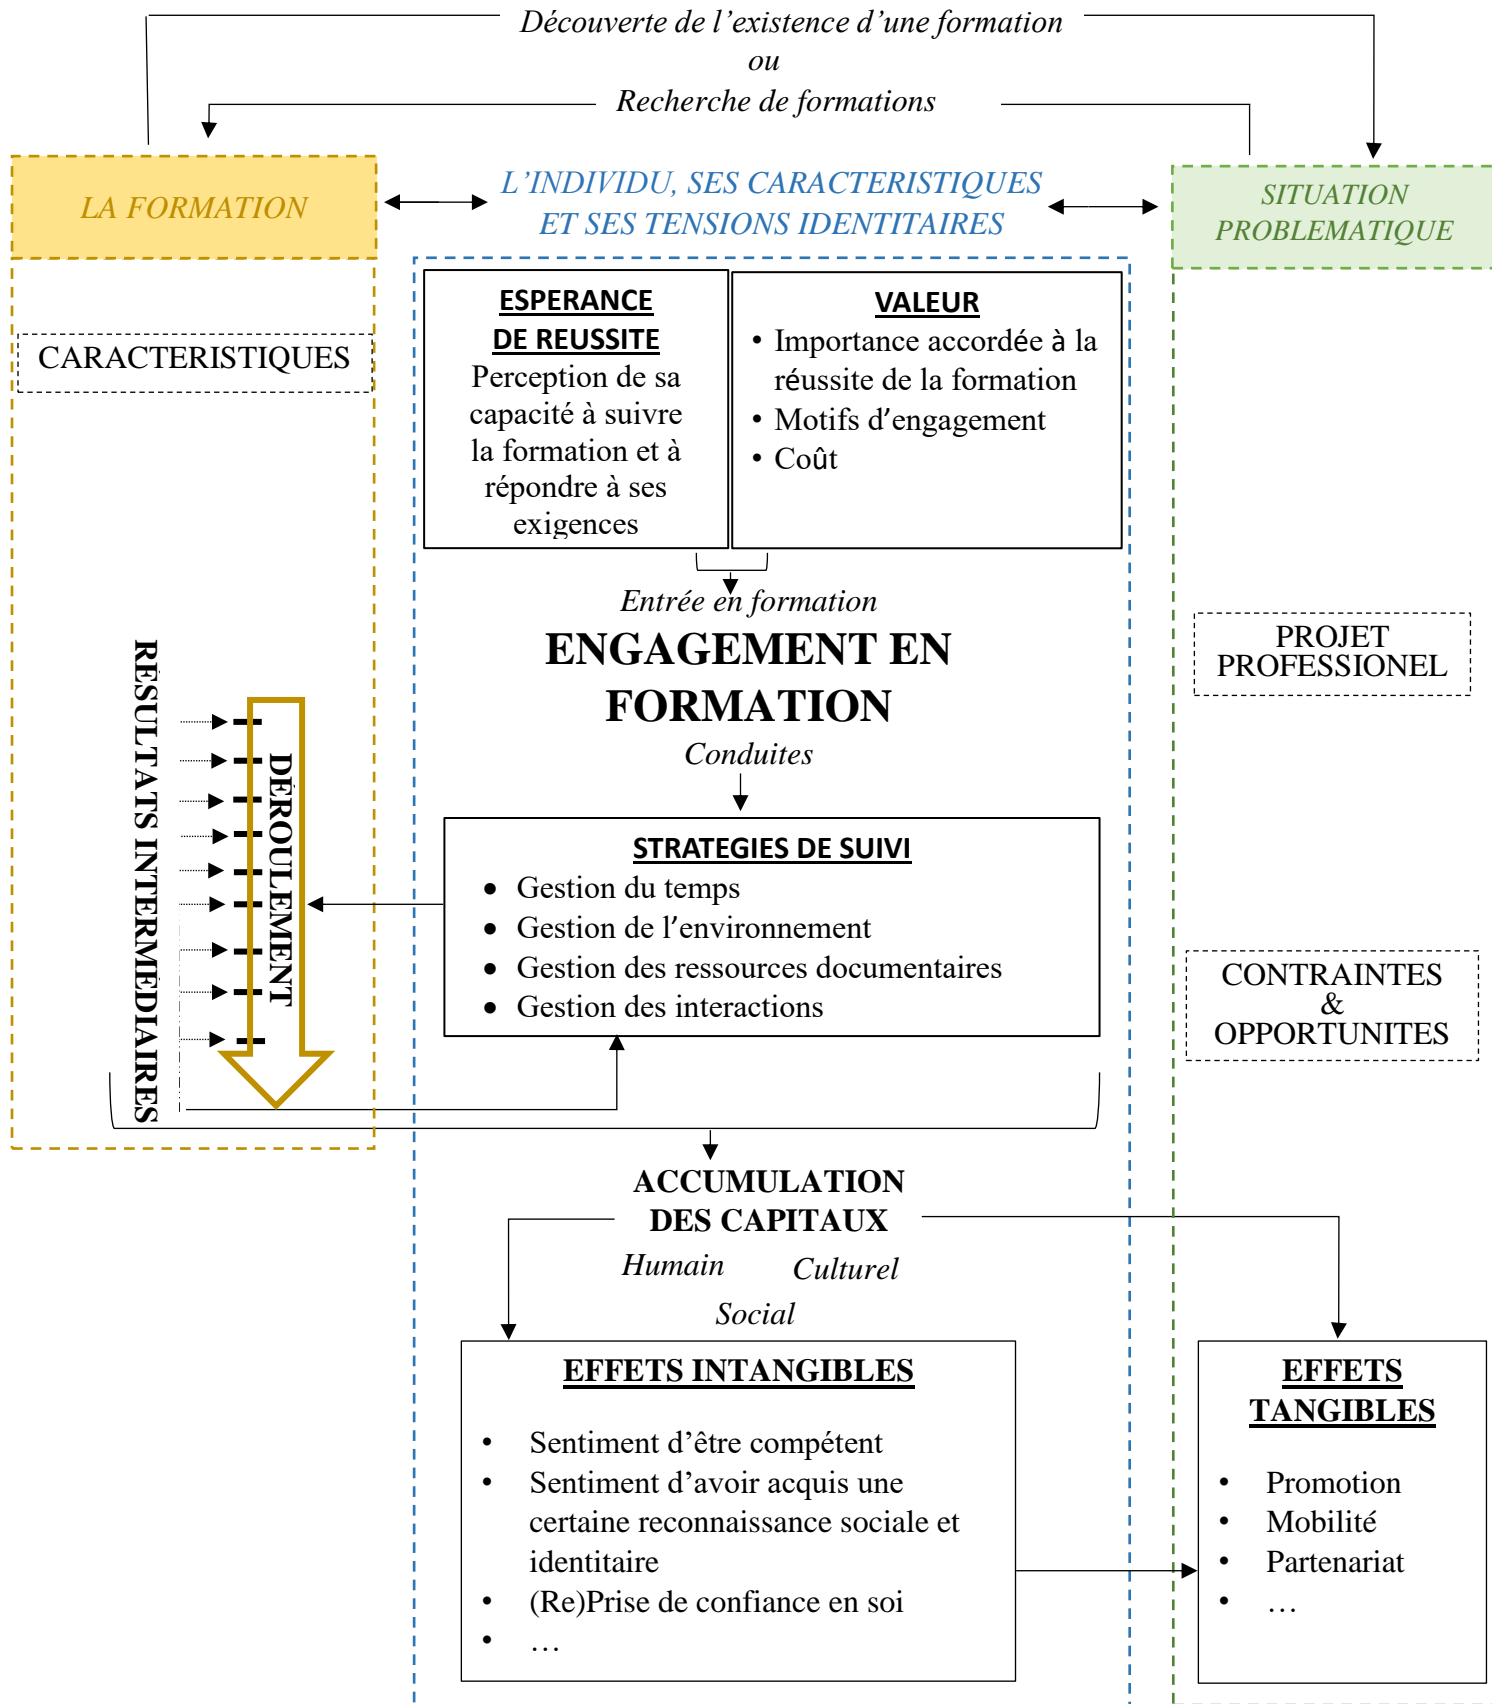 Découverte de l'existence d'une formation
ou
Recherche de formations
LA FORMATION
L'INDIVIDU, SES CARACTERISTIQUES
ET SES TENSIONS IDENTITAIRES
SITUATION
PROBLEMATIQUE
CARACTERISTIQUES
ESPERANCE
DE REUSSITE
Perception de sa
capacité à suivre
la formation et à
répondre à ses
exigences
VALEUR
• Importance accordée à la
réussite de la formation
• Motifs d'engagement
• Coût
Entrée en formation
ENGAGEMENT EN
FORMATION
Conduites
PROJET
PROFESSIONEL
RÉSULTATS INTERMÉDIAIRES
DÉROULEMENT
STRATEGIES DE SUIVI
• Gestion du temps
• Gestion de l'environnement
• Gestion des ressources documentaires
• Gestion des interactions
CONTRAINTES
&
OPPORTUNITES
ACCUMULATION
DES CAPITAUX
Humain
Culturel
Social
EFFETS INTANGIBLES
• Sentiment d'être compétent
• Sentiment d'avoir acquis une
certaine reconnaissance sociale et
identitaire
• (Re)Prise de confiance en soi
• …
EFFETS
TANGIBLES
• Promotion
• Mobilité
• Partenariat
• …